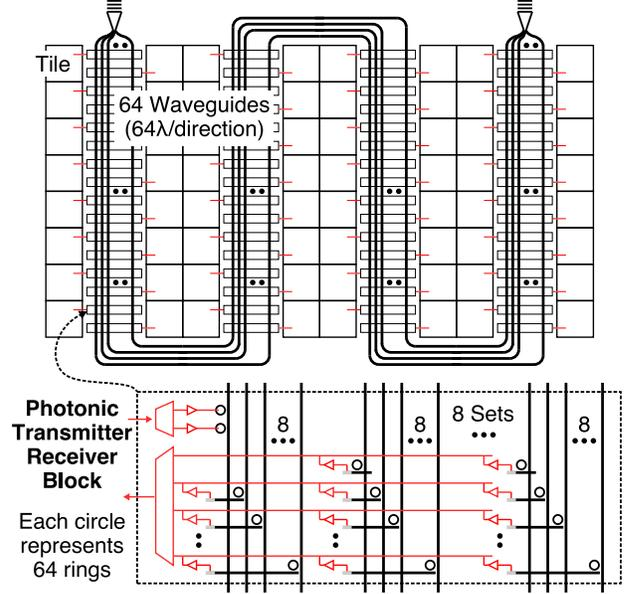 Tile
64 Waveguides
(64λ/direction)
Photonic
Transmitter
Receiver
Block
Each circle
represents
64 rings
8
8
8 Sets
8